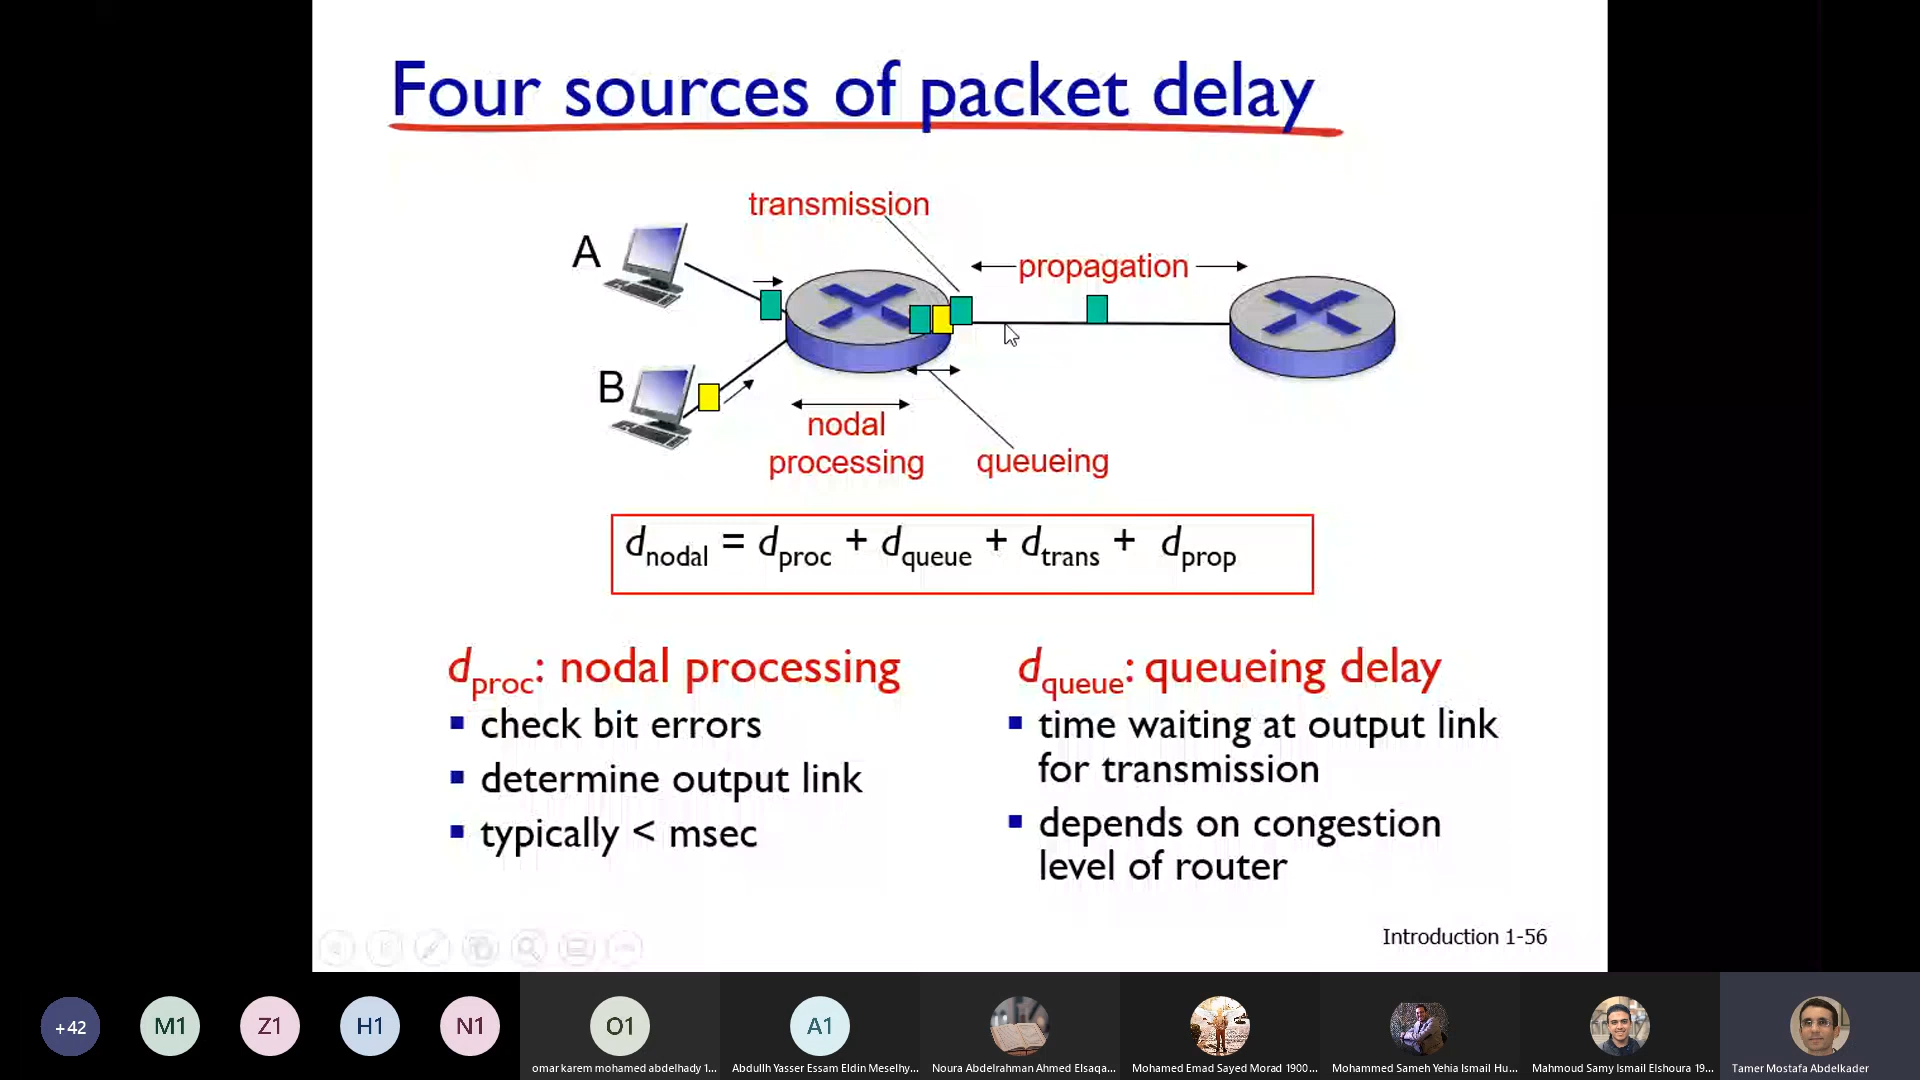 Four sources of packet delay
transmission
A
propagation
B
nodal
processing
queueing
dnodal = dproc + dqueue + dtrans + dprop
dproc: nodal processing
check bit errors
determine output link
typically < msec
dqueue: queueing delay
time waiting at output link
for transmission
depends on congestion
level of router
Introduction 1-56
+42
M1
Z1
H1
N1
O1
A1
omar karem mohamed abdelhady 1...
Abdullh Yasser Essam Eldin Meselhy...
Noura Abdelrahman Ahmed Elsaqa...
Mohamed Emad Sayed Morad 1900...
Mohammed Sameh Yehia Ismail Hu...
Mahmoud Samy Ismail Elshoura 19...
Tamer Mostafa Abdelkader